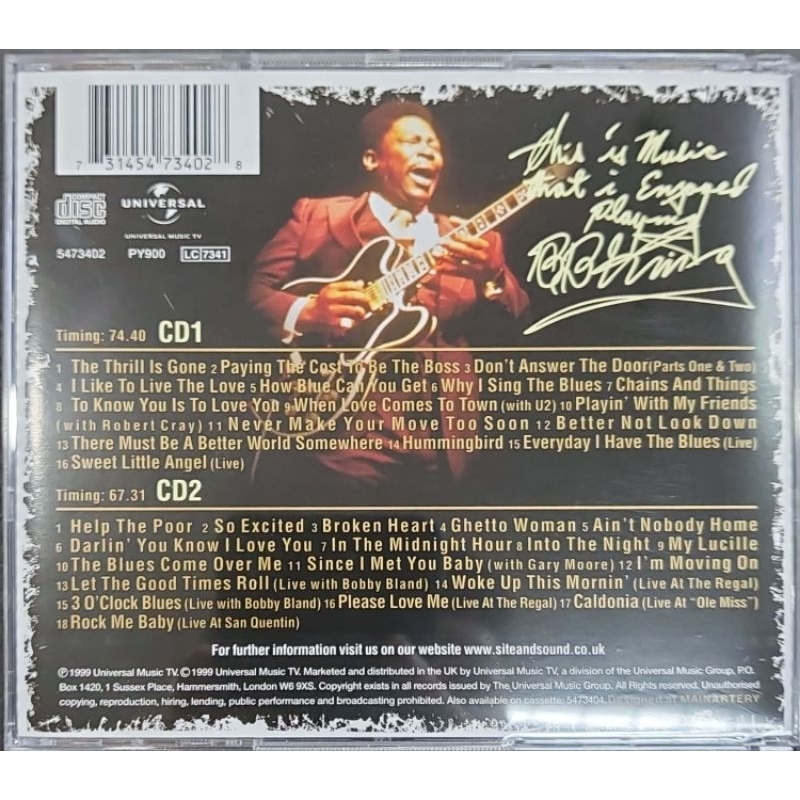 7 31454 73402 8
this is Music
that i Enjoyed
Playing
B.B. King
COMPACT
disc
DIGITAL AUDIO
UNIVERSAL
UNIVERSAL MUSIC TV
5473402 PY900 LC 7341
Timing: 74.40 CD1
1 The Thrill Is Gone 2 Paying The Cost To Be The Boss 3 Don't Answer The Door (Parts One & Two)
4 I Like To Live The Love 5 How Blue Can You Get 6 Why I Sing The Blues 7 Chains And Things
8 To Know You Is To Love You 9 When Love Comes To Town (with U2) 10 Playin' With My Friends
(with Robert Cray) 11 Never Make Your Move Too Soon 12 Better Not Look Down
13 There Must Be A Better World Somewhere 14 Hummingbird 15 Everyday I Have The Blues (Live)
16 Sweet Little Angel (Live)
Timing: 67.31 CD2
1 Help The Poor 2 So Excited 3 Broken Heart 4 Ghetto Woman 5 Ain't Nobody Home
6 Darlin' You Know I Love You 7 In The Midnight Hour 8 Into The Night 9 My Lucille
10 The Blues Come Over Me 11 Since I Met You Baby (with Gary Moore) 12 I'm Moving On
13 Let The Good Times Roll (Live with Bobby Bland) 14 Woke Up This Mornin' (Live At The Regal)
15 3 O'Clock Blues (Live with Bobby Bland) 16 Please Love Me (Live At The Regal) 17 Caldonia (Live At "Ole Miss")
18 Rock Me Baby (Live At San Quentin)
For further information visit us on our website www.siteandsound.co.uk
℗ 1999 Universal Music TV. © 1999 Universal Music TV. Marketed and distributed in the UK by Universal Music TV, a division of the Universal Music Group, P.O.
Box 1420, 1 Sussex Place, Hammersmith, London W6 9XS. Copyright exists in all records issued by The Universal Music Group. All Rights reserved. Unauthorised
copying, reproduction, hiring, lending, public performance and broadcasting prohibited. Also available on cassette: 5473404. Designed at MAINARTERY